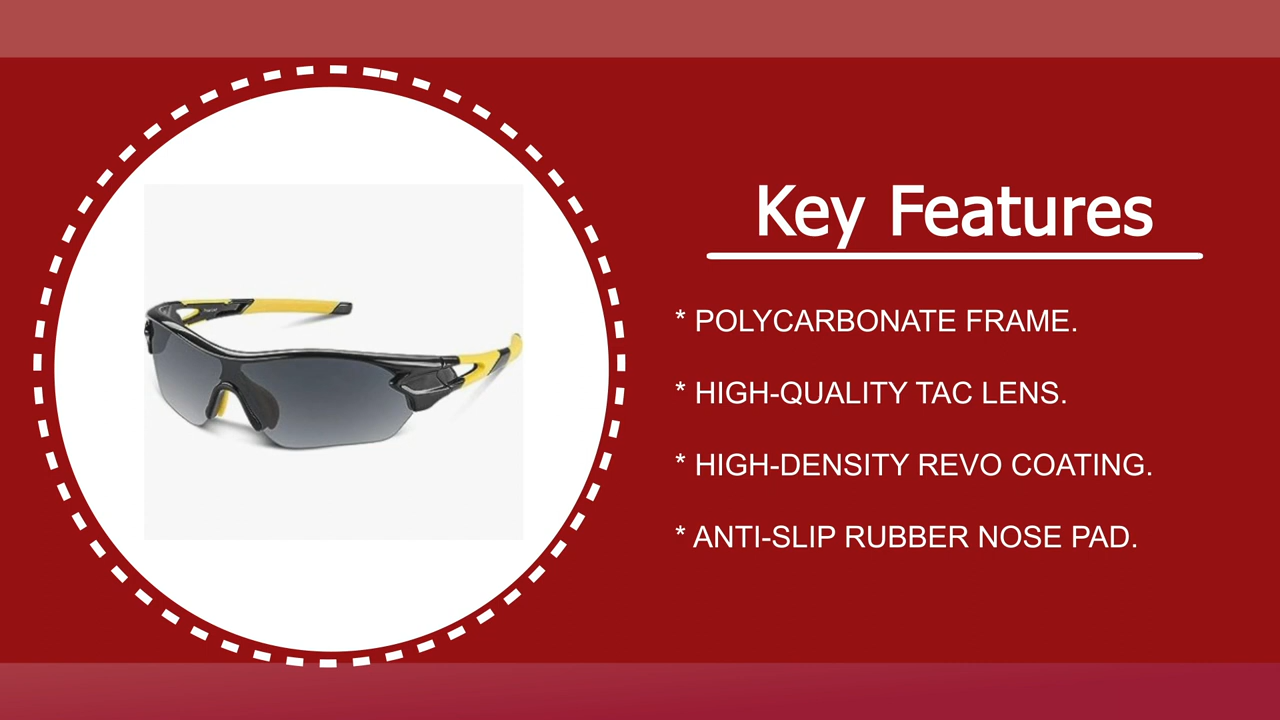 Key Features
* POLYCARBONATE FRAME.
* HIGH-QUALITY TAC LENS.
* HIGH-DENSITY REVO COATING.
* ANTI-SLIP RUBBER NOSE PAD.